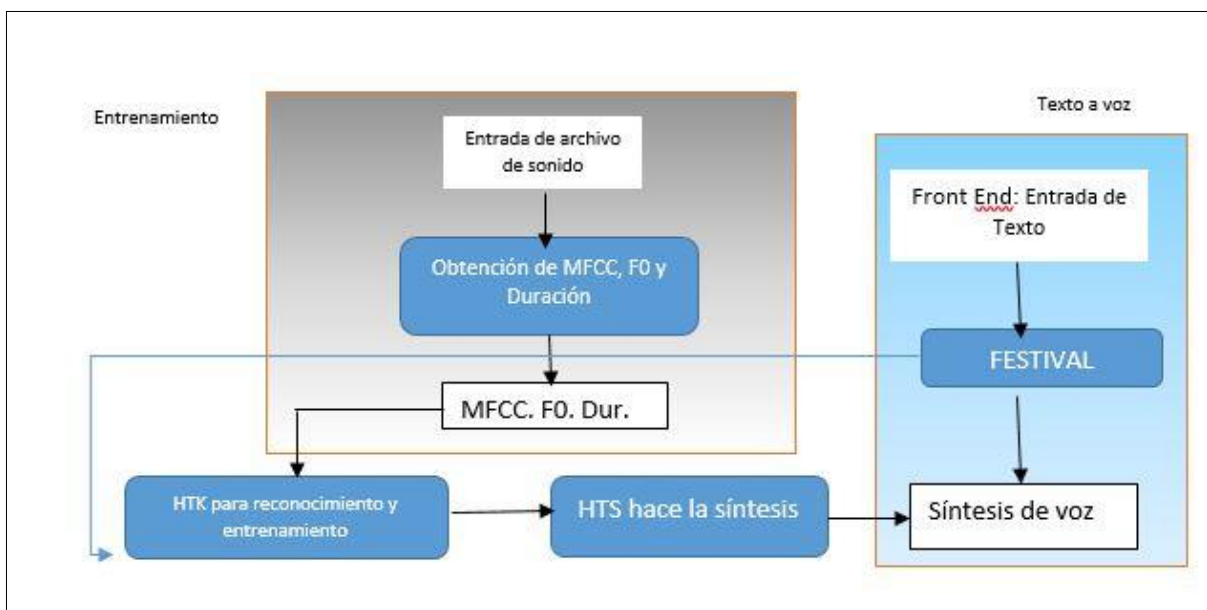 Entrenamiento
Entrada de archivo
de sonido
Obtención de MFCC, F0 y
Duración
MFCC. F0. Dur.
HTK para reconocimiento y
entrenamiento
HTS hace la síntesis
Texto a voz
Front End: Entrada de
Texto
FESTIVAL
Síntesis de voz